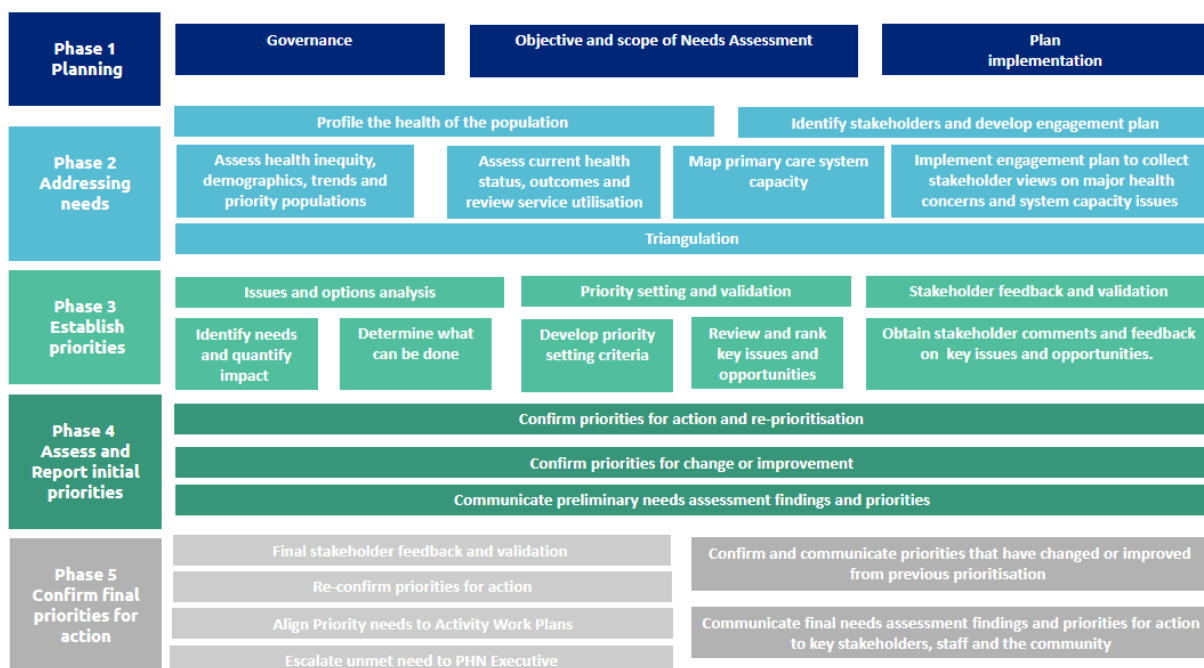 Phase 1
Planning
Governance
Objective and scope of Needs Assessment
Plan
implementation
Phase 2
Addressing
needs
Profile the health of the population
Identify stakeholders and develop engagement plan
Assess health inequity,
demographics, trends and
priority populations
Assess current health
status, outcomes and
review service utilisation
Map primary care system
capacity
Implement engagement plan to collect
stakeholder views on major health
concerns and system capacity issues
Triangulation
Phase 3
Establish
priorities
Issues and options analysis
Priority setting and validation
Stakeholder feedback and validation
Identify needs
and quantify
impact
Determine what
can be done
Develop priority
setting criteria
Review and rank
key issues and
opportunities
Obtain stakeholder comments and feedback
on key issues and opportunities.
Phase 4
Assess and
Report initial
priorities
Confirm priorities for action and re-prioritisation
Confirm priorities for change or improvement
Communicate preliminary needs assessment findings and priorities
Phase 5
Confirm final
priorities for
action
Final stakeholder feedback and validation
Re-confirm priorities for action
Align Priority needs to Activity Work Plans
Escalate unmet need to PHN Executive
Confirm and communicate priorities that have changed or improved
from previous prioritisation
Communicate final needs assessment findings and priorities for action
to key stakeholders, staff and the community